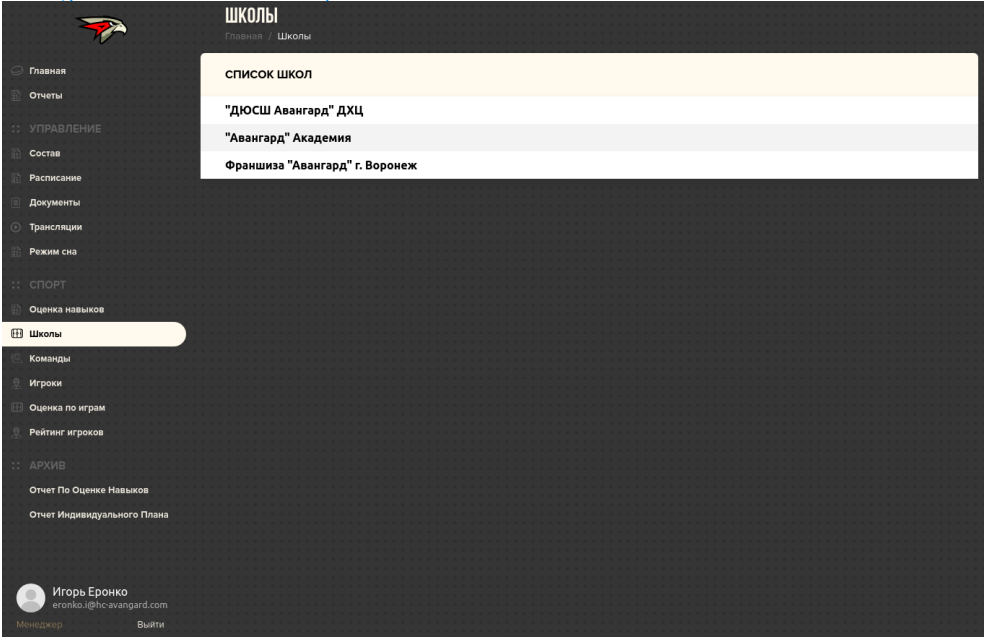 ШКОЛЫ
Главная / Школы
Главная
Отчеты
УПРАВЛЕНИЕ
Состав
Расписание
Документы
Трансляции
Режим сна
СПОРТ
Оценка навыков
Школы
Команды
Игроки
Оценка по играм
Рейтинг игроков
АРХИВ
Отчет По Оценке Навыков
Отчет Индивидуального Плана
Игорь Еронко
eronko.i@hc-avangard.com
Менеджер Выйти
СПИСОК ШКОЛ
"ДЮСШ Авангард" ДХЦ
"Авангард" Академия
Франшиза "Авангард" г. Воронеж